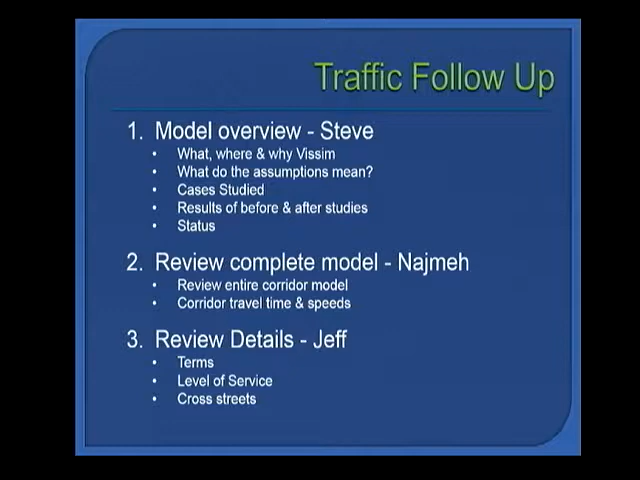 Traffic Follow Up
1. Model overview - Steve
• What, where & why Vissim
• What do the assumptions mean?
• Cases Studied
• Results of before & after studies
• Status
2. Review complete model - Najmeh
• Review entire corridor model
• Corridor travel time & speeds
3. Review Details - Jeff
• Terms
• Level of Service
• Cross streets